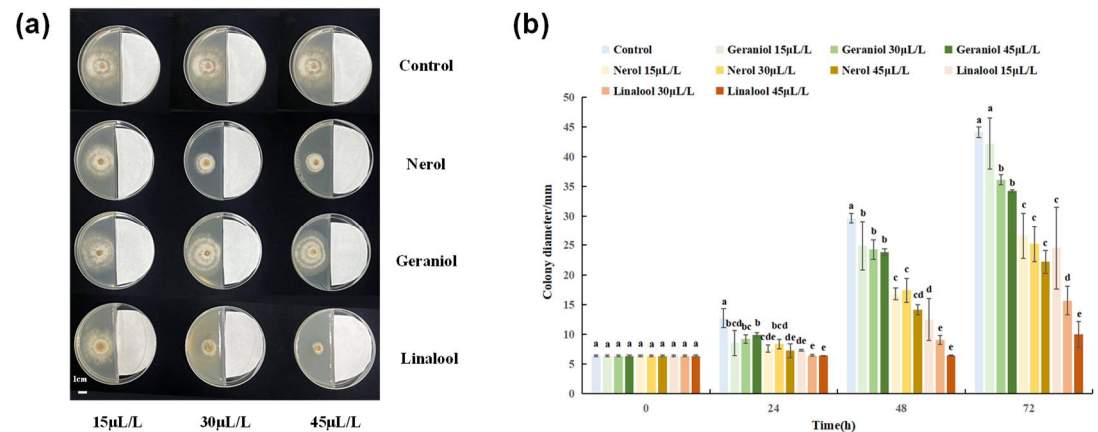 (a)
Control
Nerol
Geraniol
Linalool
1cm
15μL/L 30μL/L 45μL/L
(b)
Control Geraniol 15μL/L Geraniol 30μL/L Geraniol 45μL/L
Nerol 15μL/L Nerol 30μL/L Nerol 45μL/L Linalool 15μL/L
Linalool 30μL/L Linalool 45μL/L
Colony diameter/mm
50
45
40
35
30
25
20
15
10
5
0
a a a a a a a a a a
a bcd bc b cde bcd de de e e
a b b b c c cd d e e
a a b b c c c c d e
0 24 48 72
Time(h)